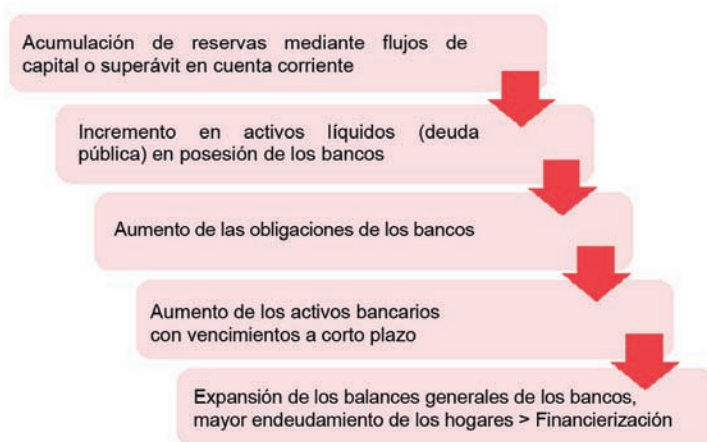 Acumulación de reservas mediante flujos de
capital o superávit en cuenta corriente
Incremento en activos líquidos (deuda
pública) en posesión de los bancos
Aumento de las obligaciones de los bancos
Aumento de los activos bancarios
con vencimientos a corto plazo
Expansión de los balances generales de los bancos,
mayor endeudamiento de los hogares > Financierización